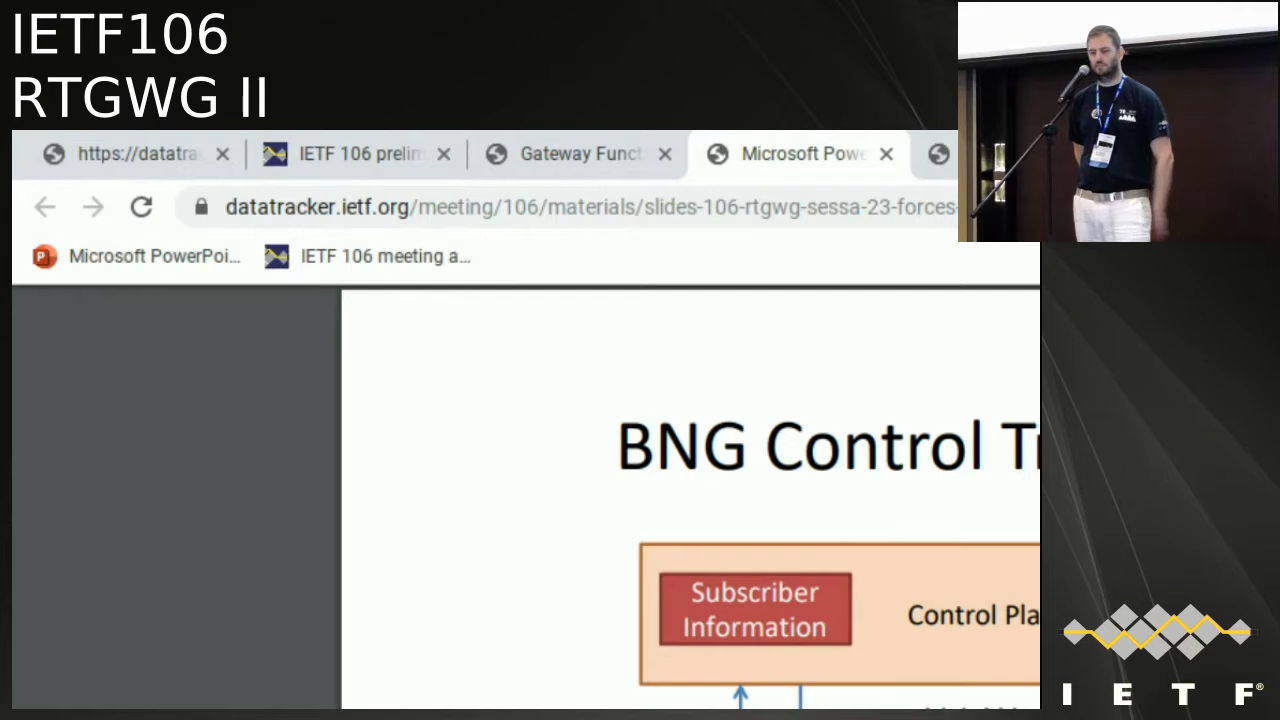 IETF106
RTGWG II
https://datatra
IETF 106 prelim
Gateway Funct
Microsoft Powe
datatracker.ietf.org/meeting/106/materials/slides-106-rtgwg-sessa-23-forces-
Microsoft PowerPoi...
IETF 106 meeting a...
BNG Control Tr
Subscriber
Information
Control Pla
I E T F®